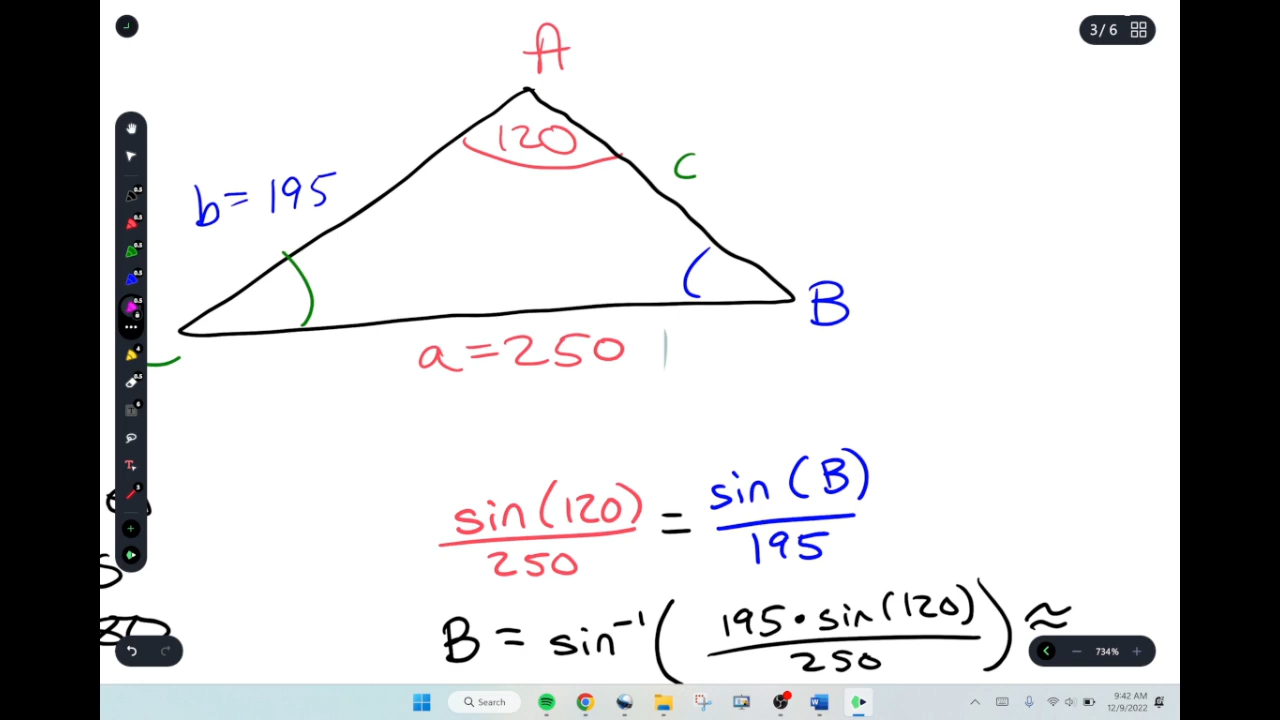 3/6
A
120
c
b = 195
B
a = 250
sin(120) / 250 = sin(B) / 195
B = sin⁻¹ ( 195 • sin(120) / 250 ) ≈
734%
Search
9:42 AM
12/9/2022